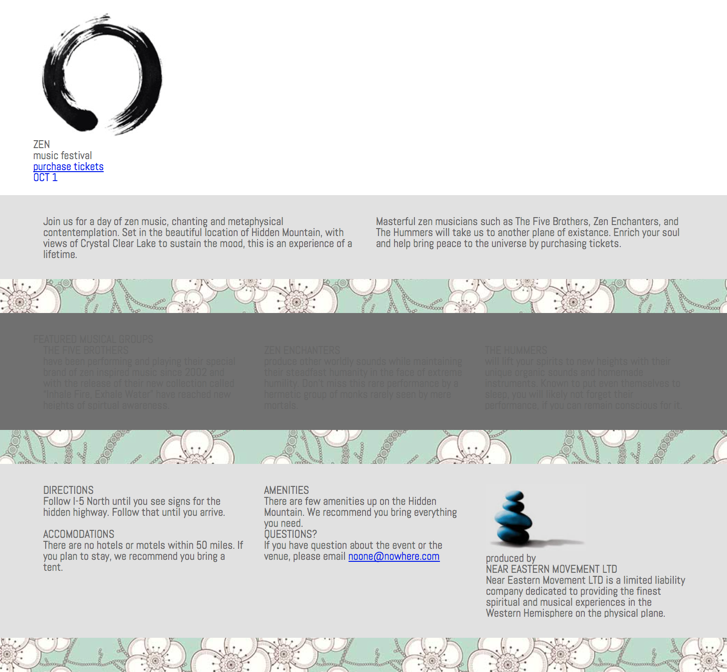 ZEN
music festival
purchase tickets
OCT 1
Join us for a day of zen music, chanting and metaphysical
contentemplation. Set in the beautiful location of Hidden Mountain, with
views of Crystal Clear Lake to sustain the mood, this is an experience of a
lifetime.
Masterful zen musicians such as The Five Brothers, Zen Enchanters, and
The Hummers will take us to another plane of existance. Enrich your soul
and help bring peace to the universe by purchasing tickets.
FEATURED MUSICAL GROUPS
THE FIVE BROTHERS
have been performing and playing their special
brand of zen inspired music since 2003 and
with the release of their new collection called
"Inhale Fire, Exhale Water" have reached new
heights of spiritual awareness.
ZEN ENCHANTERS
produce other worldly sounds while maintaining
their steadfast humanity in the face of extreme
humility. Don't miss this rare performance by a
harmonic group of monks rarely seen by mere
mortals.
THE HUMMERS
will lift your spirits to new heights with their
unique organic sounds and homematic
instruments. Known to put even themselves to
sleep, you will likely not forget their
performance, if you can remain conscious for it.
DIRECTIONS
Follow I-5 North until you see signs for the
hidden highway. Follow that until you arrive.
ACCOMODATIONS
There are no hotels or motels within 50 miles. If
you plan to stay, we recommend you bring a
tent.
AMENITIES
There are few amenities up on the Hidden
Mountain. We recommend you bring everything
you need.
QUESTIONS?
If you have question about the event or the
venue, please email noone@nowhere.com
produced by
NEAR EASTERN MOVEMENT LTD
Near Eastern Movement LTD is a limited liability
company dedicated to providing the finest
spiritual and musical experiences in the
Western Hemisphere on the physical plane.